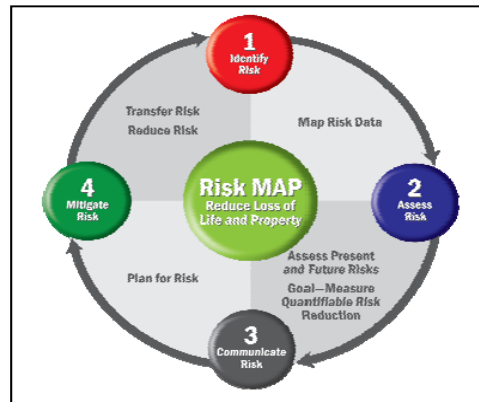 1
Identify
Risk
Transfer Risk
Reduce Risk
Map Risk Data
4
Mitigate
Risk
Risk MAP
Reduce Loss of
Life and Property
2
Assess
Risk
Plan for Risk
Assess Present
and Future Risks
Goal—Measure
Quantifiable Risk
Reduction
3
Communicate
Risk